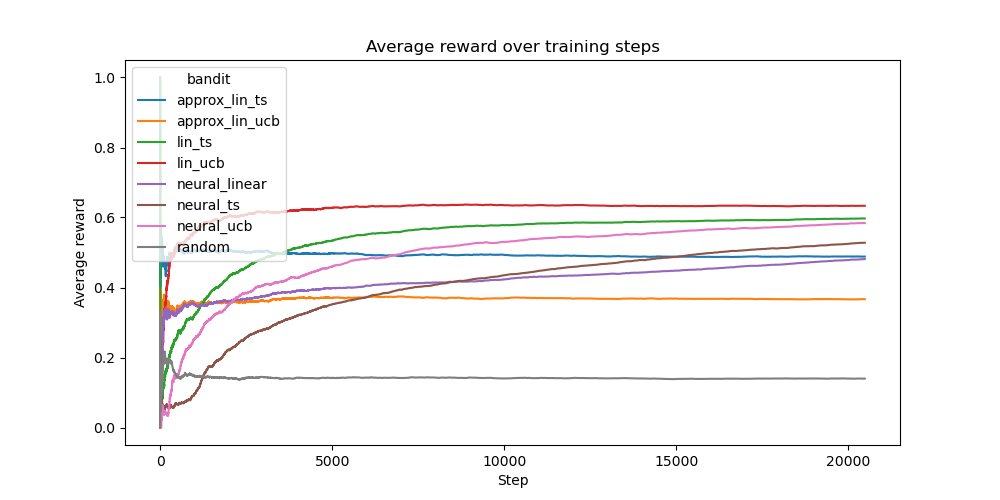 Average reward over training steps
Average reward
1.0
0.8
0.6
0.4
0.2
0.0
bandit
approx_lin_ts
approx_lin_ucb
lin_ts
lin_ucb
neural_linear
neural_ts
neural_ucb
random
0
5000
10000
15000
20000
Step